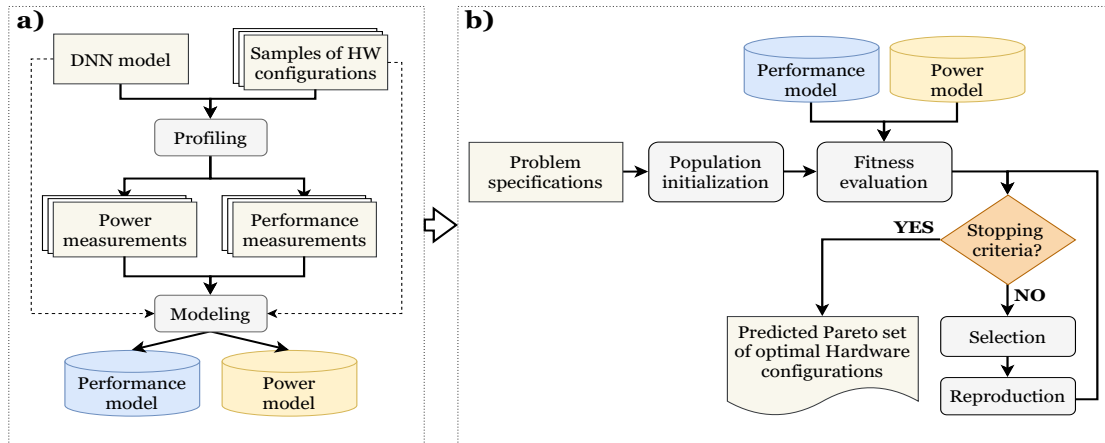 a)
DNN model
Samples of HW
configurations
Profiling
Power
measurements
Performance
measurements
Modeling
Performance
model
Power
model
b)
Performance
model
Power
model
Problem
specifications
Population
initialization
Fitness
evaluation
Stopping
criteria?
YES
NO
Predicted Pareto set
of optimal Hardware
configurations
Selection
Reproduction